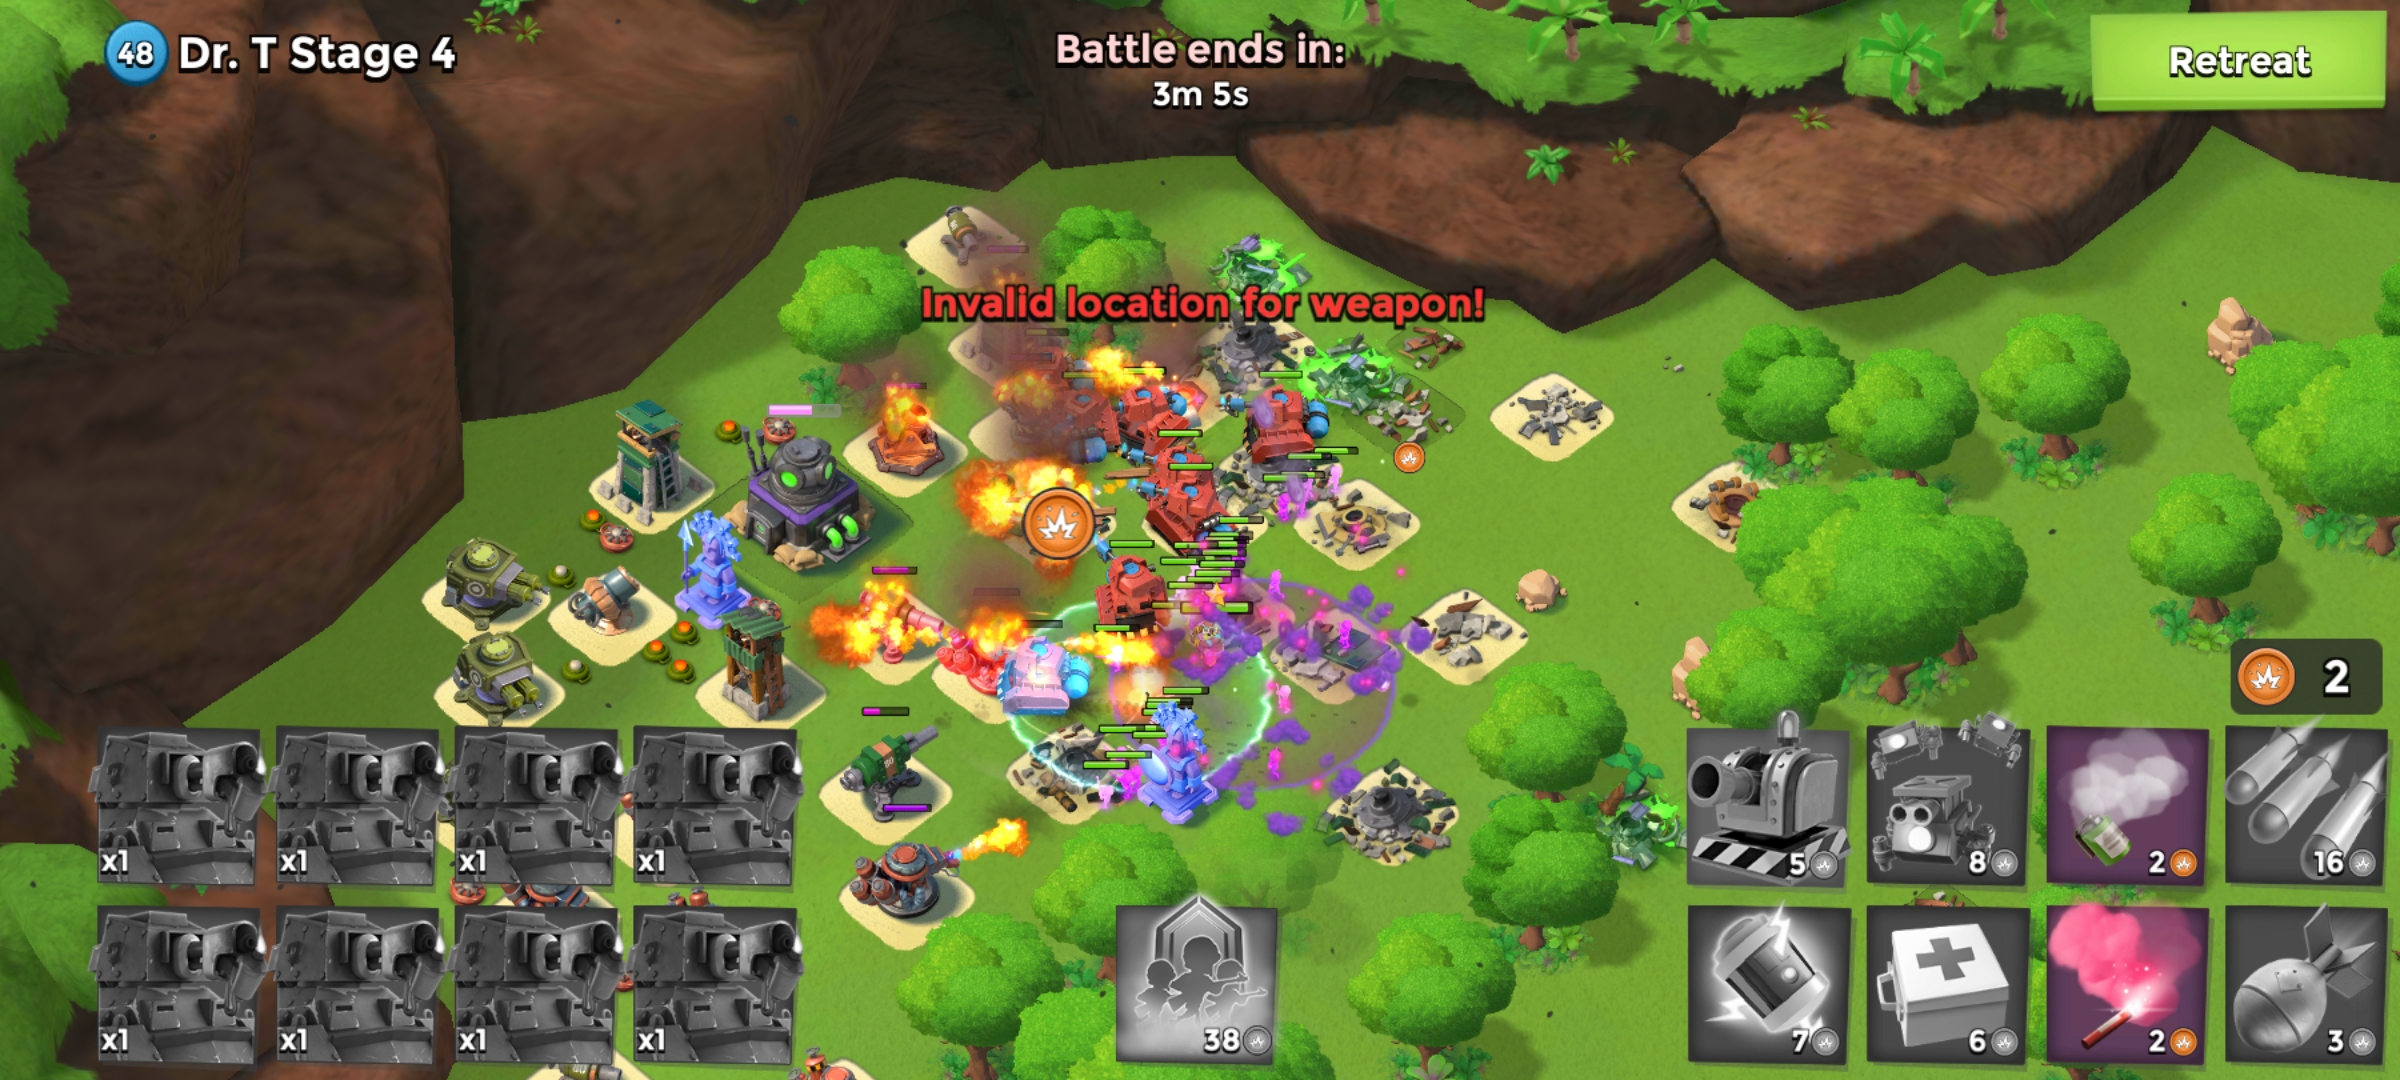 48 Dr. T Stage 4
Battle ends in:
3m 5s
Retreat
Invalid location for weapon!
2
x1 x1 x1 x1
5 8 2 16
x1 x1 x1 x1
38
7 6 2 3